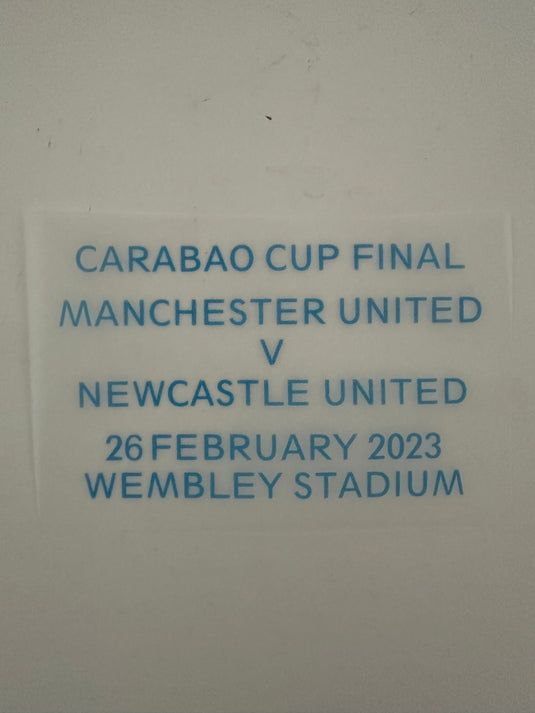 CARABAO CUP FINAL
MANCHESTER UNITED
V
NEWCASTLE UNITED
26 FEBRUARY 2023
WEMBLEY STADIUM